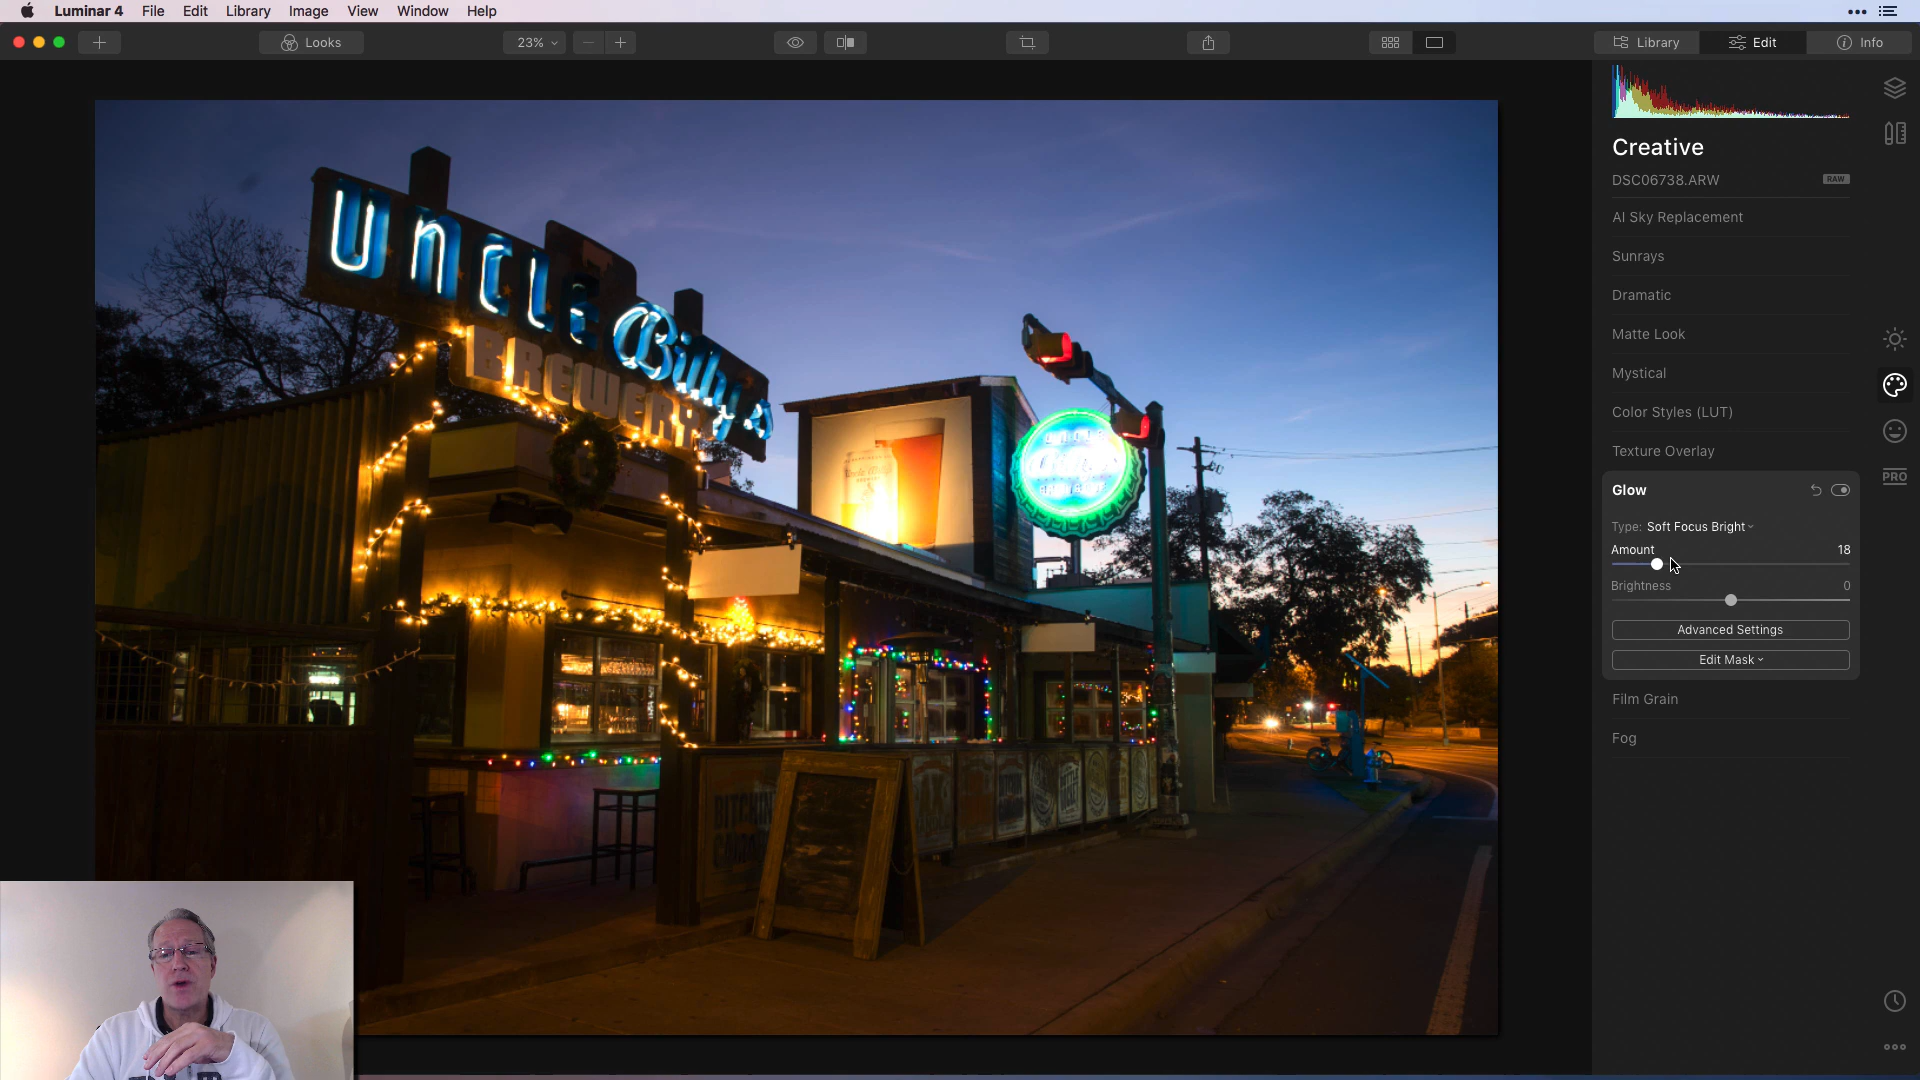 Luminar 4 File Edit Library Image View Window Help
Looks 23% Library Edit Info
Creative
DSC06738.ARW RAW
AI Sky Replacement
Sunrays
Dramatic
Matte Look
Mystical
Color Styles (LUT)
Texture Overlay
Glow
Type: Soft Focus Bright
Amount 18
Brightness 0
Advanced Settings
Edit Mask
Film Grain
Fog
PRO
Uncle
Billy's
BREWERY
UNCLE